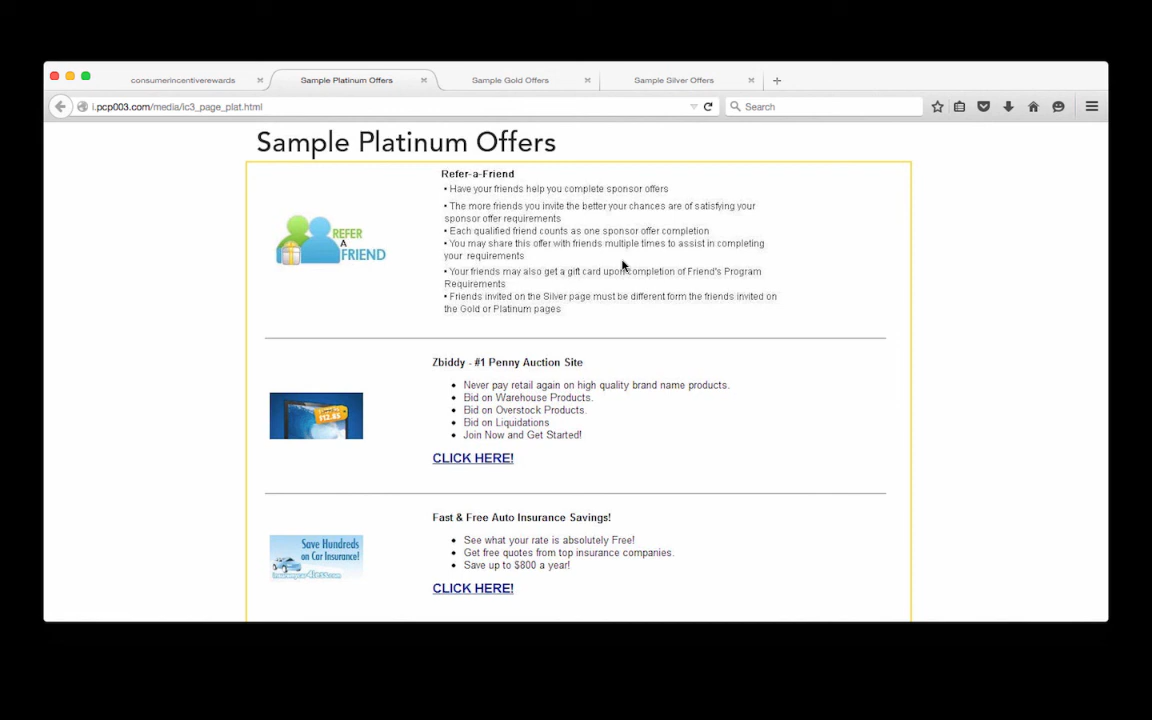 consumerincentiverewards
Sample Platinum Offers
Sample Gold Offers
Sample Silver Offers
i.pcp003.com/media/ic3_page_plat.html
Search
Sample Platinum Offers
REFER
A
FRIEND
Refer-a-Friend
• Have your friends help you complete sponsor offers
• The more friends you invite the better your chances are of satisfying your
sponsor offer requirements
• Each qualified friend counts as one sponsor offer completion
• You may share this offer with friends multiple times to assist in completing
your requirements
• Your friends may also get a gift card upon completion of Friend's Program
Requirements
• Friends invited on the Silver page must be different form the friends invited on
the Gold or Platinum pages
Zbiddy - #1 Penny Auction Site
• Never pay retail again on high quality brand name products.
• Bid on Warehouse Products.
• Bid on Overstock Products.
• Bid on Liquidations
• Join Now and Get Started!
CLICK HERE!
Fast & Free Auto Insurance Savings!
Save Hundreds
on Car Insurance!
• See what your rate is absolutely Free!
• Get free quotes from top insurance companies.
• Save up to $800 a year!
CLICK HERE!